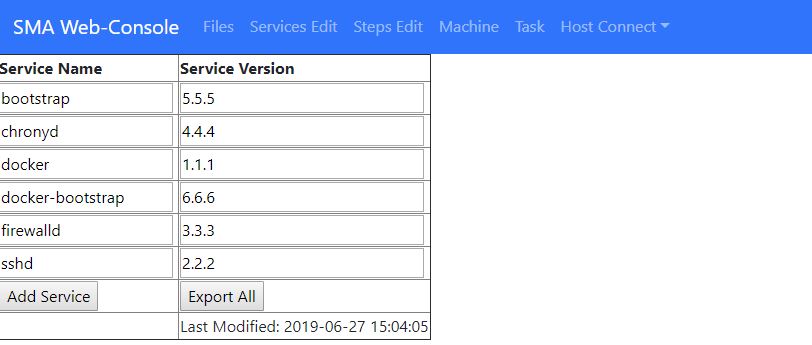 SMA Web-Console Files Services Edit Steps Edit Machine Task Host Connect
Service Name Service Version
bootstrap 5.5.5
chronyd 4.4.4
docker 1.1.1
docker-bootstrap 6.6.6
firewalld 3.3.3
sshd 2.2.2
Add Service Export All
Last Modified: 2019-06-27 15:04:05